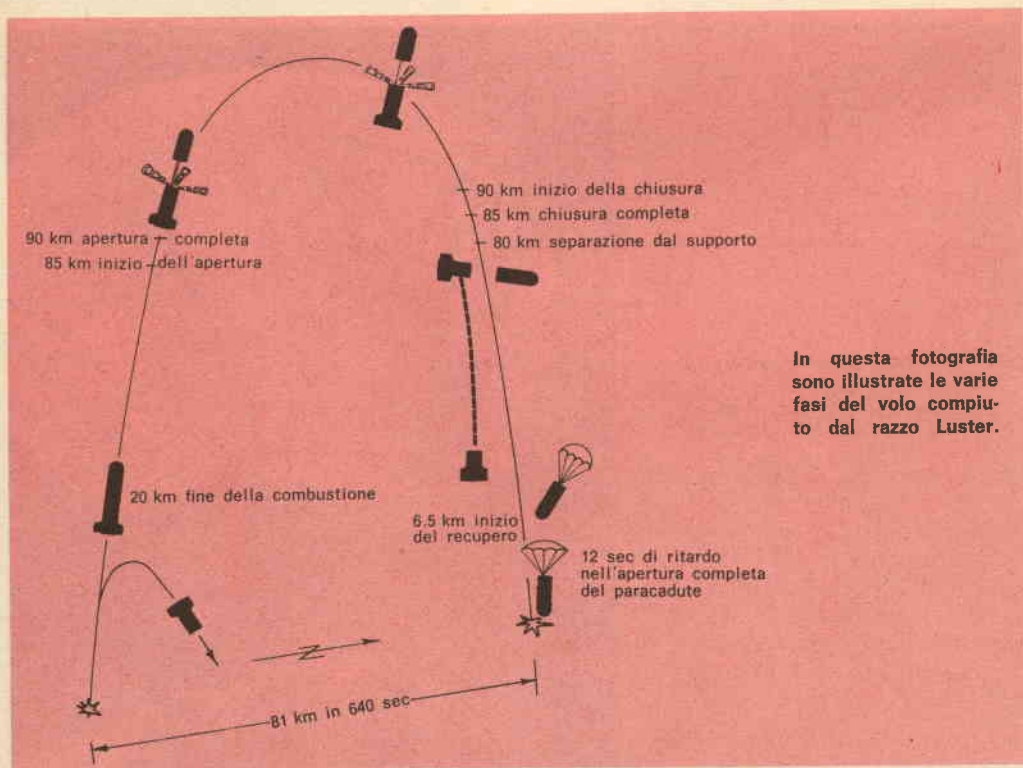 90 km inizio della chiusura
85 km chiusura completa
80 km separazione dal supporto
90 km apertura completa
85 km inizio dell'apertura
In questa fotografia
sono illustrate le varie
fasi del volo compiu-
to dal razzo Luster.
20 km fine della combustione
6.5 km inizio
del recupero
12 sec di ritardo
nell'apertura completa
del paracadute
N
81 km in 640 sec